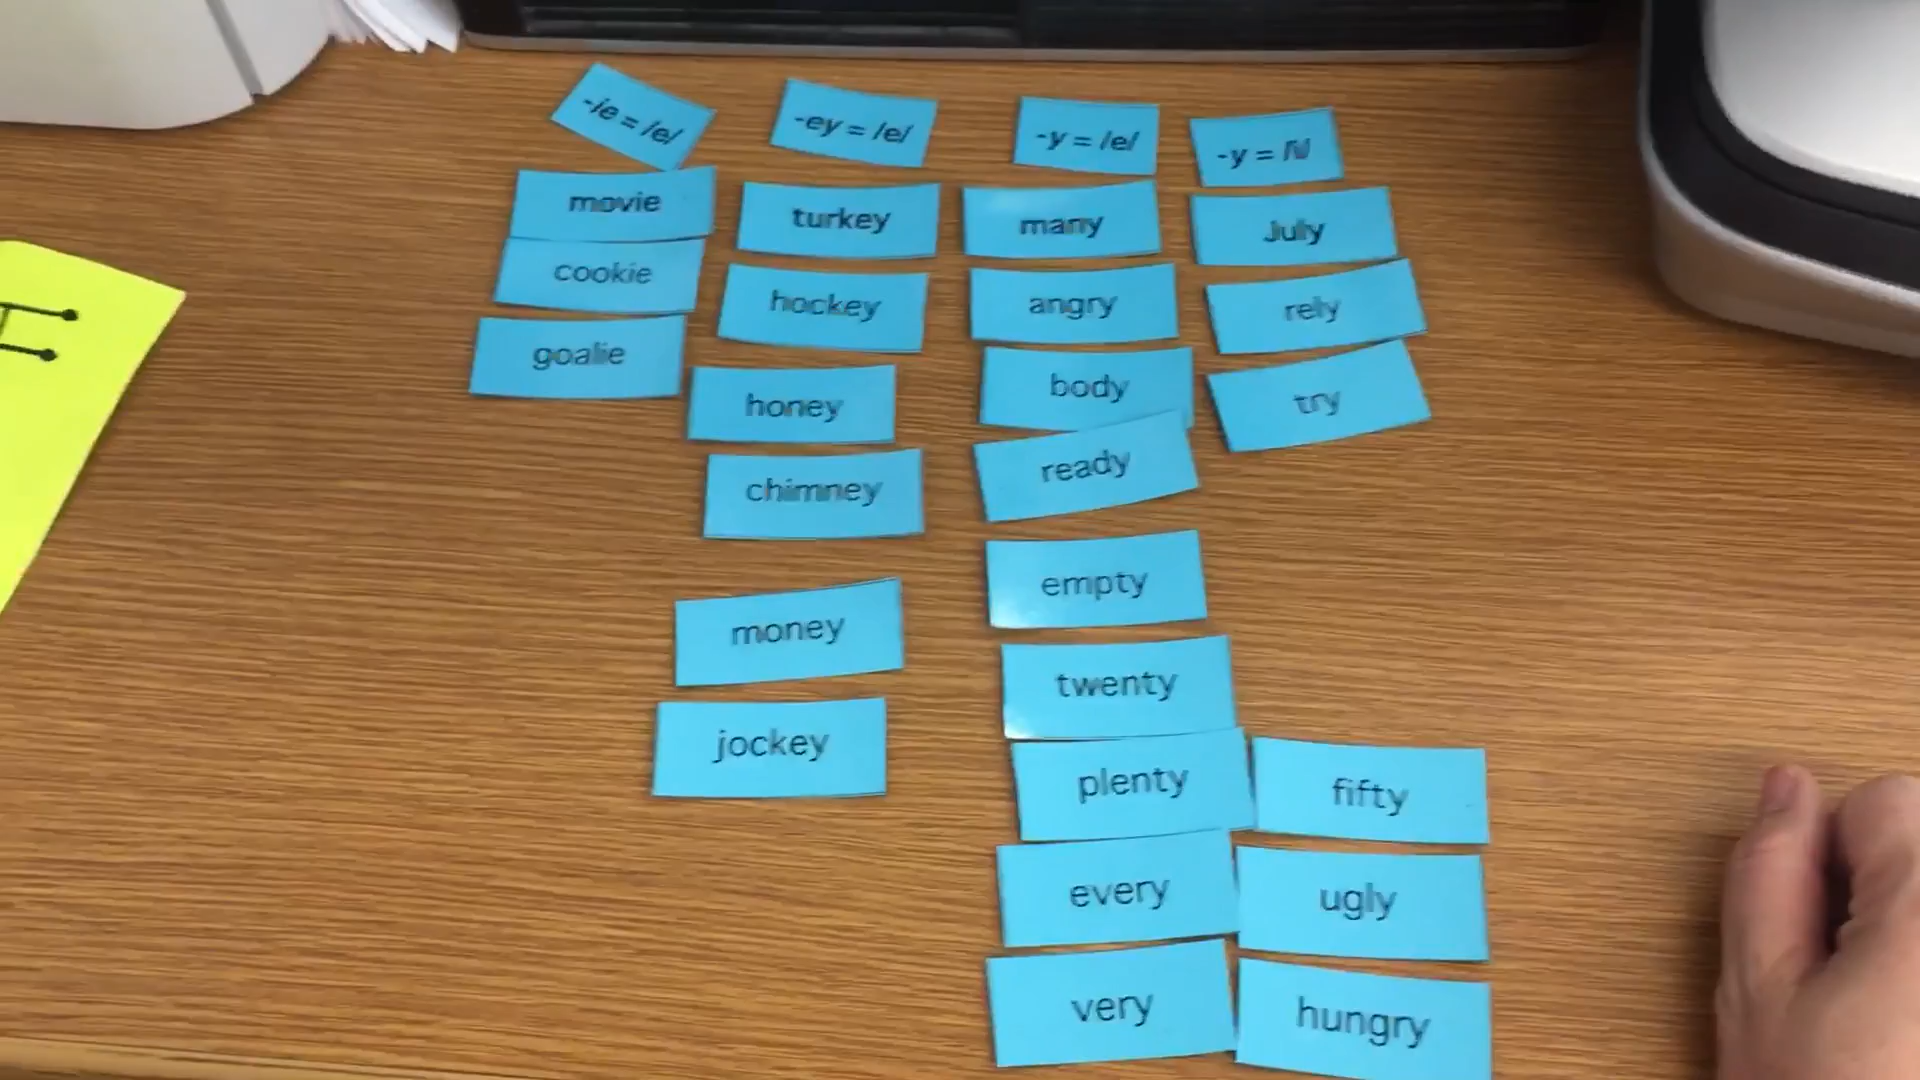 -ie = /e/
-ey = /e/
-y = /e/
-y = /ī/
movie
turkey
many
July
cookie
hockey
angry
rely
goalie
honey
body
try
chimney
ready
money
empty
jockey
twenty
plenty
fifty
every
ugly
very
hungry